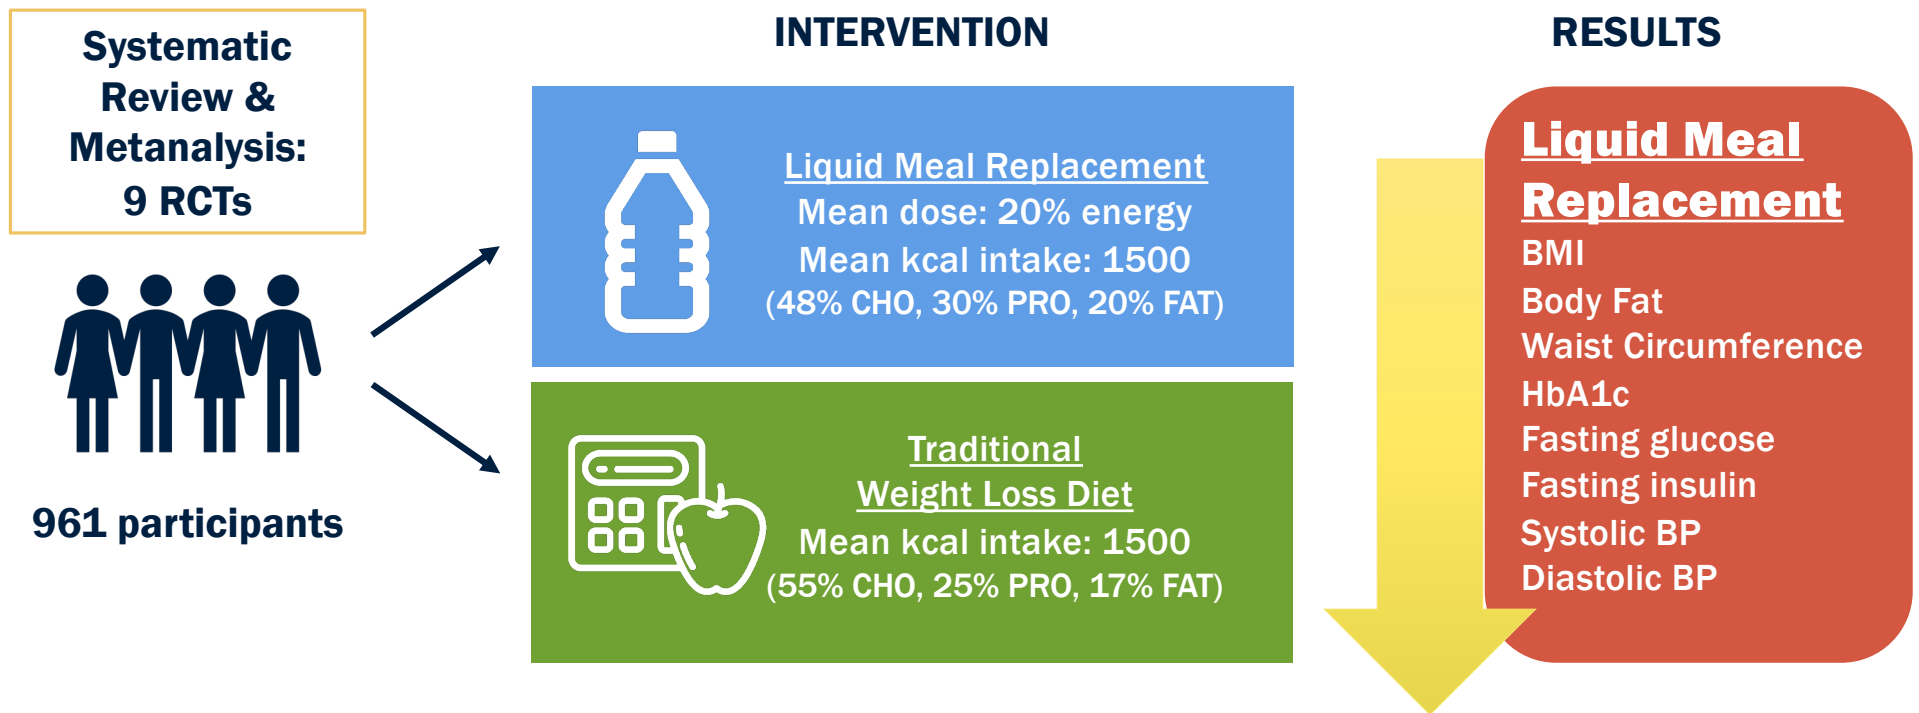 Systematic
Review &
Metanalysis:
9 RCTs
961 participants
INTERVENTION
Liquid Meal Replacement
Mean dose: 20% energy
Mean kcal intake: 1500
(48% CHO, 30% PRO, 20% FAT)
Traditional
Weight Loss Diet
Mean kcal intake: 1500
(55% CHO, 25% PRO, 17% FAT)
RESULTS
Liquid Meal
Replacement
BMI
Body Fat
Waist Circumference
HbA1c
Fasting glucose
Fasting insulin
Systolic BP
Diastolic BP